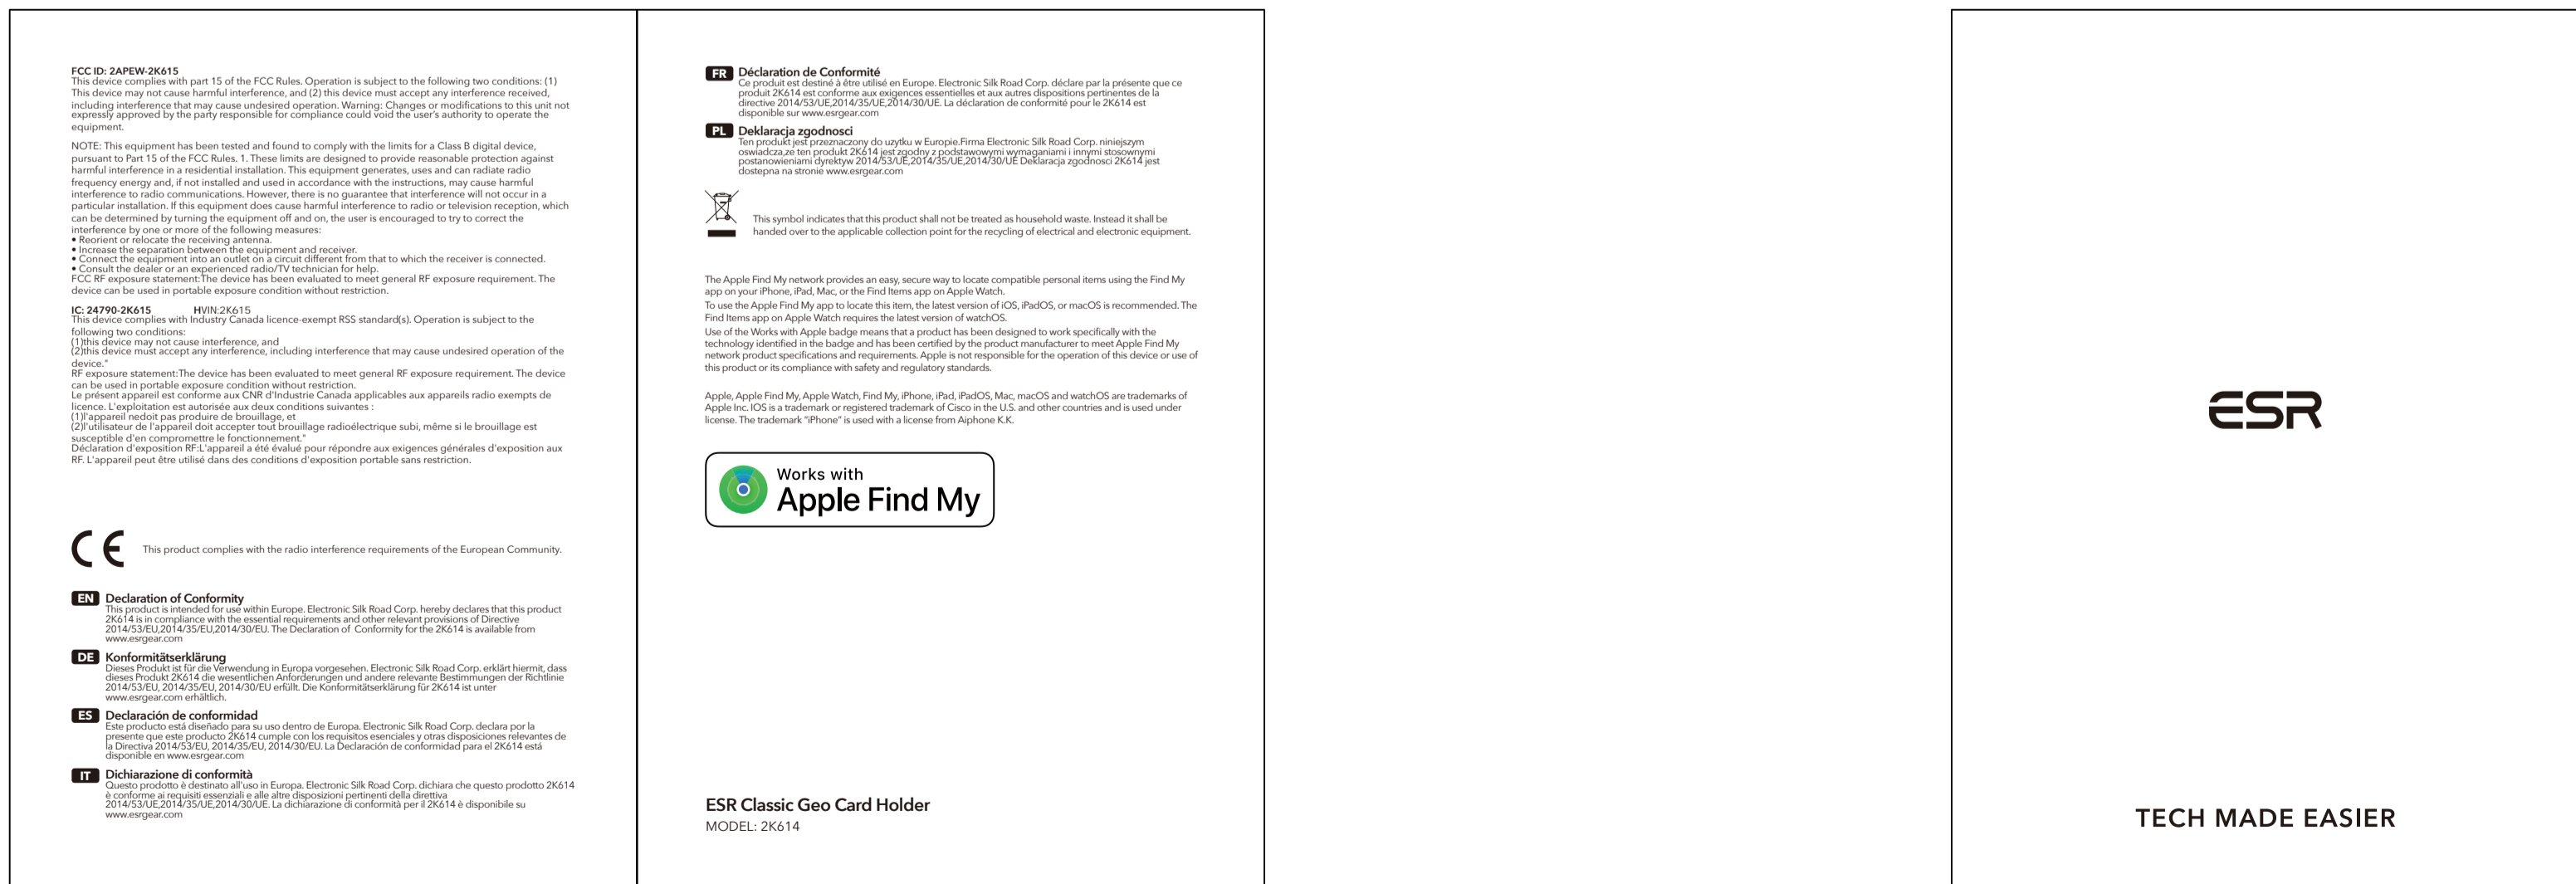 FCC ID: 2APEW-2K615
This device complies with part 15 of the FCC Rules. Operation is subject to the following two conditions: (1)
This device may not cause harmful interference, and (2) this device must accept any interference received,
including interference that may cause undesired operation. Warning: Changes or modifications to this unit not
expressly approved by the party responsible for compliance could void the user's authority to operate the
equipment.
NOTE: This equipment has been tested and found to comply with the limits for a Class B digital device,
pursuant to Part 15 of the FCC Rules. 1. These limits are designed to provide reasonable protection against
harmful interference in a residential installation. This equipment generates, uses and can radiate radio
frequency energy and, if not installed and used in accordance with the instructions, may cause harmful
interference to radio communications. However, there is no guarantee that interference will not occur in a
particular installation. If this equipment does cause harmful interference to radio or television reception, which
can be determined by turning the equipment off and on, the user is encouraged to try to correct the
interference by one or more of the following measures:
• Reorient or relocate the receiving antenna.
• Increase the separation between the equipment and receiver.
• Connect the equipment into an outlet on a circuit different from that to which the receiver is connected.
• Consult the dealer or an experienced radio/TV technician for help.
FCC RF exposure statement:The device has been evaluated to meet general RF exposure requirement. The
device can be used in portable exposure condition without restriction.
IC: 24790-2K615 HVIN:2K615
This device complies with Industry Canada licence-exempt RSS standard(s). Operation is subject to the
following two conditions:
(1)this device may not cause interference, and
(2)this device must accept any interference, including interference that may cause undesired operation of the
device."
RF exposure statement:The device has been evaluated to meet general RF exposure requirement. The device
can be used in portable exposure condition without restriction.
Le présent appareil est conforme aux CNR d'Industrie Canada applicables aux appareils radio exempts de
licence. L'exploitation est autorisée aux deux conditions suivantes :
(1)l'appareil nedoit pas produire de brouillage, et
(2)l'utilisateur de l'appareil doit accepter tout brouillage radioélectrique subi, même si le brouillage est
susceptible d'en compromettre le fonctionnement."
Déclaration d'exposition RF:L'appareil a été évalué pour répondre aux exigences générales d'exposition aux
RF. L'appareil peut être utilisé dans des conditions d'exposition portable sans restriction.
CE This product complies with the radio interference requirements of the European Community.
EN Declaration of Conformity
This product is intended for use within Europe. Electronic Silk Road Corp. hereby declares that this product
2K614 is in compliance with the essential requirements and other relevant provisions of Directive
2014/53/EU,2014/35/EU,2014/30/EU. The Declaration of Conformity for the 2K614 is available from
www.esrgear.com
DE Konformitätserklärung
Dieses Produkt ist für die Verwendung in Europa vorgesehen. Electronic Silk Road Corp. erklärt hiermit, dass
dieses Produkt 2K614 die wesentlichen Anforderungen und andere relevante Bestimmungen der Richtlinie
2014/53/EU, 2014/35/EU, 2014/30/EU erfüllt. Die Konformitätserklärung für 2K614 ist unter
www.esrgear.com erhältlich.
ES Declaración de conformidad
Este producto está diseñado para su uso dentro de Europa. Electronic Silk Road Corp. declara por la
presente que este producto 2K614 cumple con los requisitos esenciales y otras disposiciones relevantes de
la Directiva 2014/53/EU, 2014/35/EU, 2014/30/EU. La Declaración de conformidad para el 2K614 está
disponible en www.esrgear.com
IT Dichiarazione di conformità
Questo prodotto è destinato all'uso in Europa. Electronic Silk Road Corp. dichiara che questo prodotto 2K614
è conforme ai requisiti essenziali e alle altre disposizioni pertinenti della direttiva
2014/53/UE,2014/35/UE,2014/30/UE. La dichiarazione di conformità per il 2K614 è disponibile su
www.esrgear.com
FR Déclaration de Conformité
Ce produit est destiné à être utilisé en Europe. Electronic Silk Road Corp. déclare par la présente que ce
produit 2K614 est conforme aux exigences essentielles et aux autres dispositions pertinentes de la
directive 2014/53/UE,2014/35/UE,2014/30/UE. La déclaration de conformité pour le 2K614 est
disponible sur www.esrgear.com
PL Deklaracja zgodnosci
Ten produkt jest przeznaczony do uzytku w Europie.Firma Electronic Silk Road Corp. niniejszym
oswiadcza,ze ten produkt 2K614 jest zgodny z podstawowymi wymaganiami i innymi stosownymi
postanowieniami dyrektyw 2014/53/UE,2014/35/UE,2014/30/UE Deklaracja zgodnosci 2K614 jest
dostepna na stronie www.esrgear.com
This symbol indicates that this product shall not be treated as household waste. Instead it shall be
handed over to the applicable collection point for the recycling of electrical and electronic equipment.
The Apple Find My network provides an easy, secure way to locate compatible personal items using the Find My
app on your iPhone, iPad, Mac, or the Find Items app on Apple Watch.
To use the Apple Find My app to locate this item, the latest version of iOS, iPadOS, or macOS is recommended. The
Find Items app on Apple Watch requires the latest version of watchOS.
Use of the Works with Apple badge means that a product has been designed to work specifically with the
technology identified in the badge and has been certified by the product manufacturer to meet Apple Find My
network product specifications and requirements. Apple is not responsible for the operation of this device or use of
this product or its compliance with safety and regulatory standards.
Apple, Apple Find My, Apple Watch, Find My, iPhone, iPad, iPadOS, Mac, macOS and watchOS are trademarks of
Apple Inc. IOS is a trademark or registered trademark of Cisco in the U.S. and other countries and is used under
license. The trademark “iPhone” is used with a license from Aiphone K.K.
Works with
Apple Find My
ESR Classic Geo Card Holder
MODEL: 2K614
ESR
TECH MADE EASIER